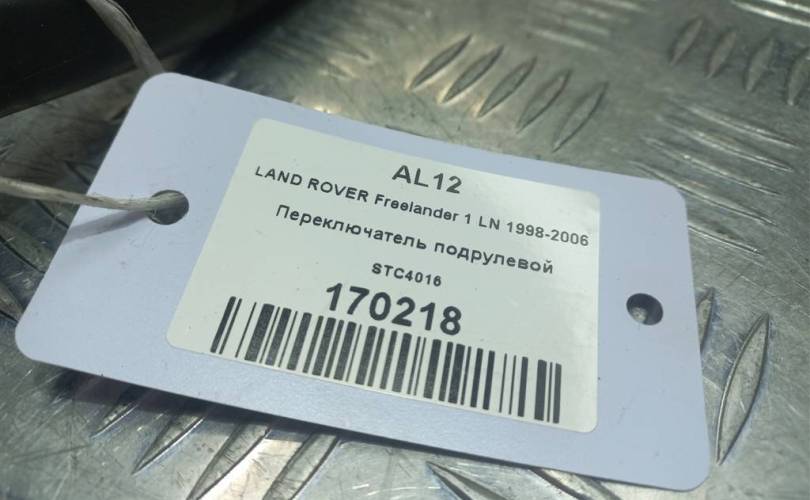 AL12
LAND ROVER Freelander 1 LN 1998-2006
Переключатель подрулевой
STC4016
170218